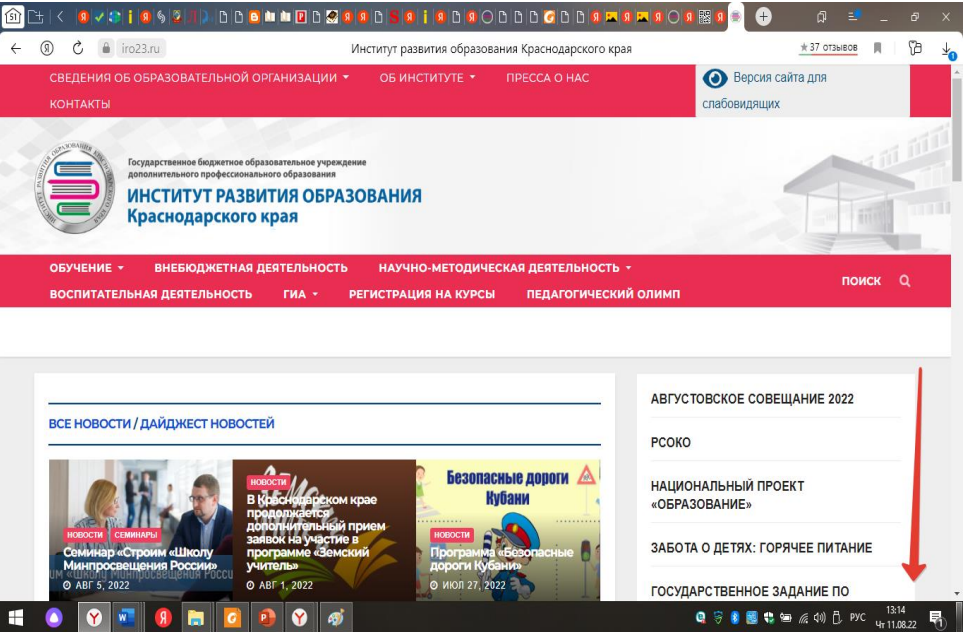 iro23.ru
Институт развития образования Краснодарского края
★ 37 отзывов
СВЕДЕНИЯ ОБ ОБРАЗОВАТЕЛЬНОЙ ОРГАНИЗАЦИИ
ОБ ИНСТИТУТЕ
ПРЕССА О НАС
КОНТАКТЫ
Версия сайта для
слабовидящих
Государственное бюджетное образовательное учреждение
дополнительного профессионального образования
ИНСТИТУТ РАЗВИТИЯ ОБРАЗОВАНИЯ
Краснодарского края
ОБУЧЕНИЕ
ВНЕБЮДЖЕТНАЯ ДЕЯТЕЛЬНОСТЬ
НАУЧНО-МЕТОДИЧЕСКАЯ ДЕЯТЕЛЬНОСТЬ
ВОСПИТАТЕЛЬНАЯ ДЕЯТЕЛЬНОСТЬ
ГИА
РЕГИСТРАЦИЯ НА КУРСЫ
ПЕДАГОГИЧЕСКИЙ ОЛИМП
ПОИСК
ВСЕ НОВОСТИ / ДАЙДЖЕСТ НОВОСТЕЙ
НОВОСТИ
СЕМИНАРЫ
Семинар «Строим «Школу
Минпросвещения России»
АВГ 5, 2022
НОВОСТИ
В Краснодарском крае
продолжается
дополнительный прием
заявок на участие в
программе «Земский
учитель»
АВГ 1, 2022
Безопасные дороги
Кубани
НОВОСТИ
Программа «Безопасные
дороги Кубани»
ИЮЛ 27, 2022
АВГУСТОВСКОЕ СОВЕЩАНИЕ 2022
РСОКО
НАЦИОНАЛЬНЫЙ ПРОЕКТ
«ОБРАЗОВАНИЕ»
ЗАБОТА О ДЕТЯХ: ГОРЯЧЕЕ ПИТАНИЕ
ГОСУДАРСТВЕННОЕ ЗАДАНИЕ ПО
РУС
13:14
Чт 11.08.22